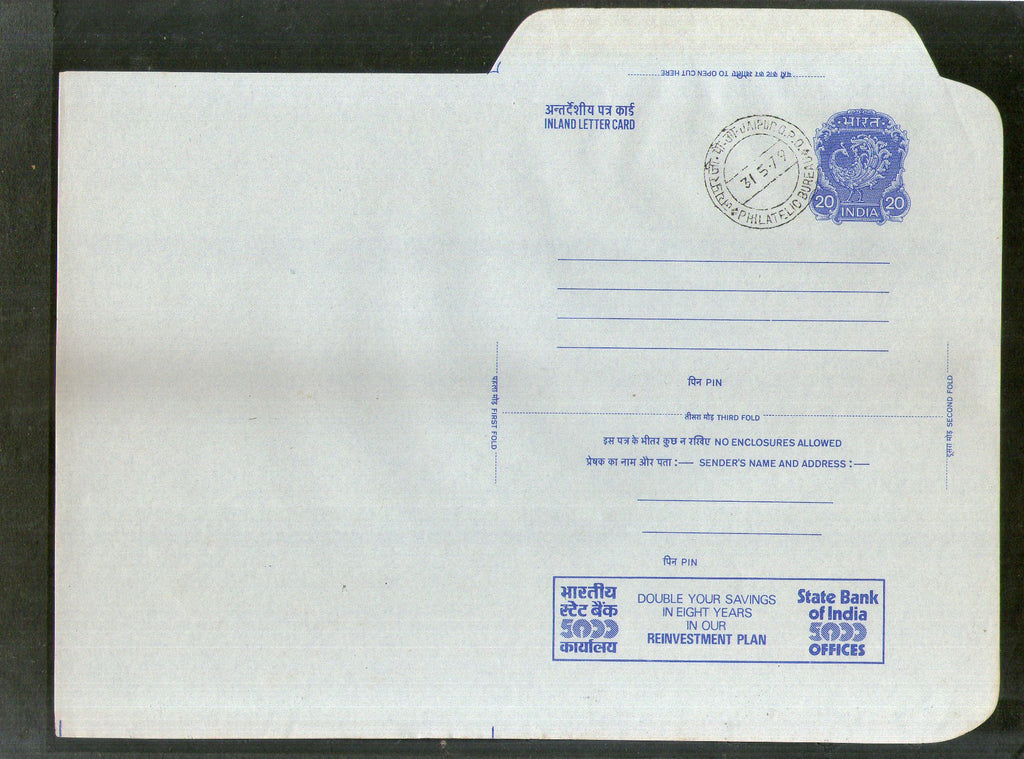 यहाँ काट कर खोलिए TO OPEN CUT HERE
अन्तर्देशीय पत्र कार्ड
INLAND LETTER CARD
JAIPUR G.P.O.
31 5.79
PHILATELIC BUREAU
भारत
20 20
INDIA
पिन PIN
पहला मोड़ FIRST FOLD
तीसरा मोड़ THIRD FOLD
दूसरा मोड़ SECOND FOLD
इस पत्र के भीतर कुछ न रखिए NO ENCLOSURES ALLOWED
प्रेषक का नाम और पता :— SENDER'S NAME AND ADDRESS :—
पिन PIN
भारतीय
स्टेट बैंक
5000
कार्यालय
DOUBLE YOUR SAVINGS
IN EIGHT YEARS
IN OUR
REINVESTMENT PLAN
State Bank
of India
5000
OFFICES